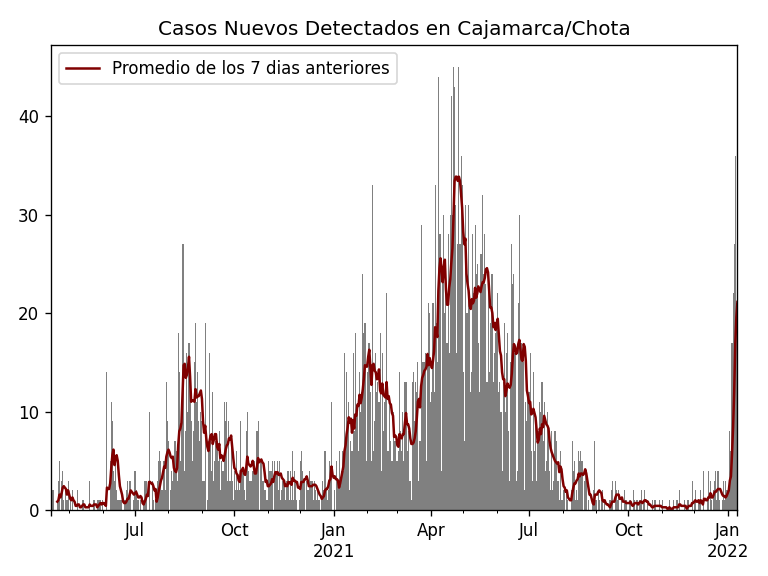 Casos Nuevos Detectados en Cajamarca/Chota
Promedio de los 7 dias anteriores
40
30
20
10
0
Jul Oct Jan Apr Jul Oct Jan
2021 2022